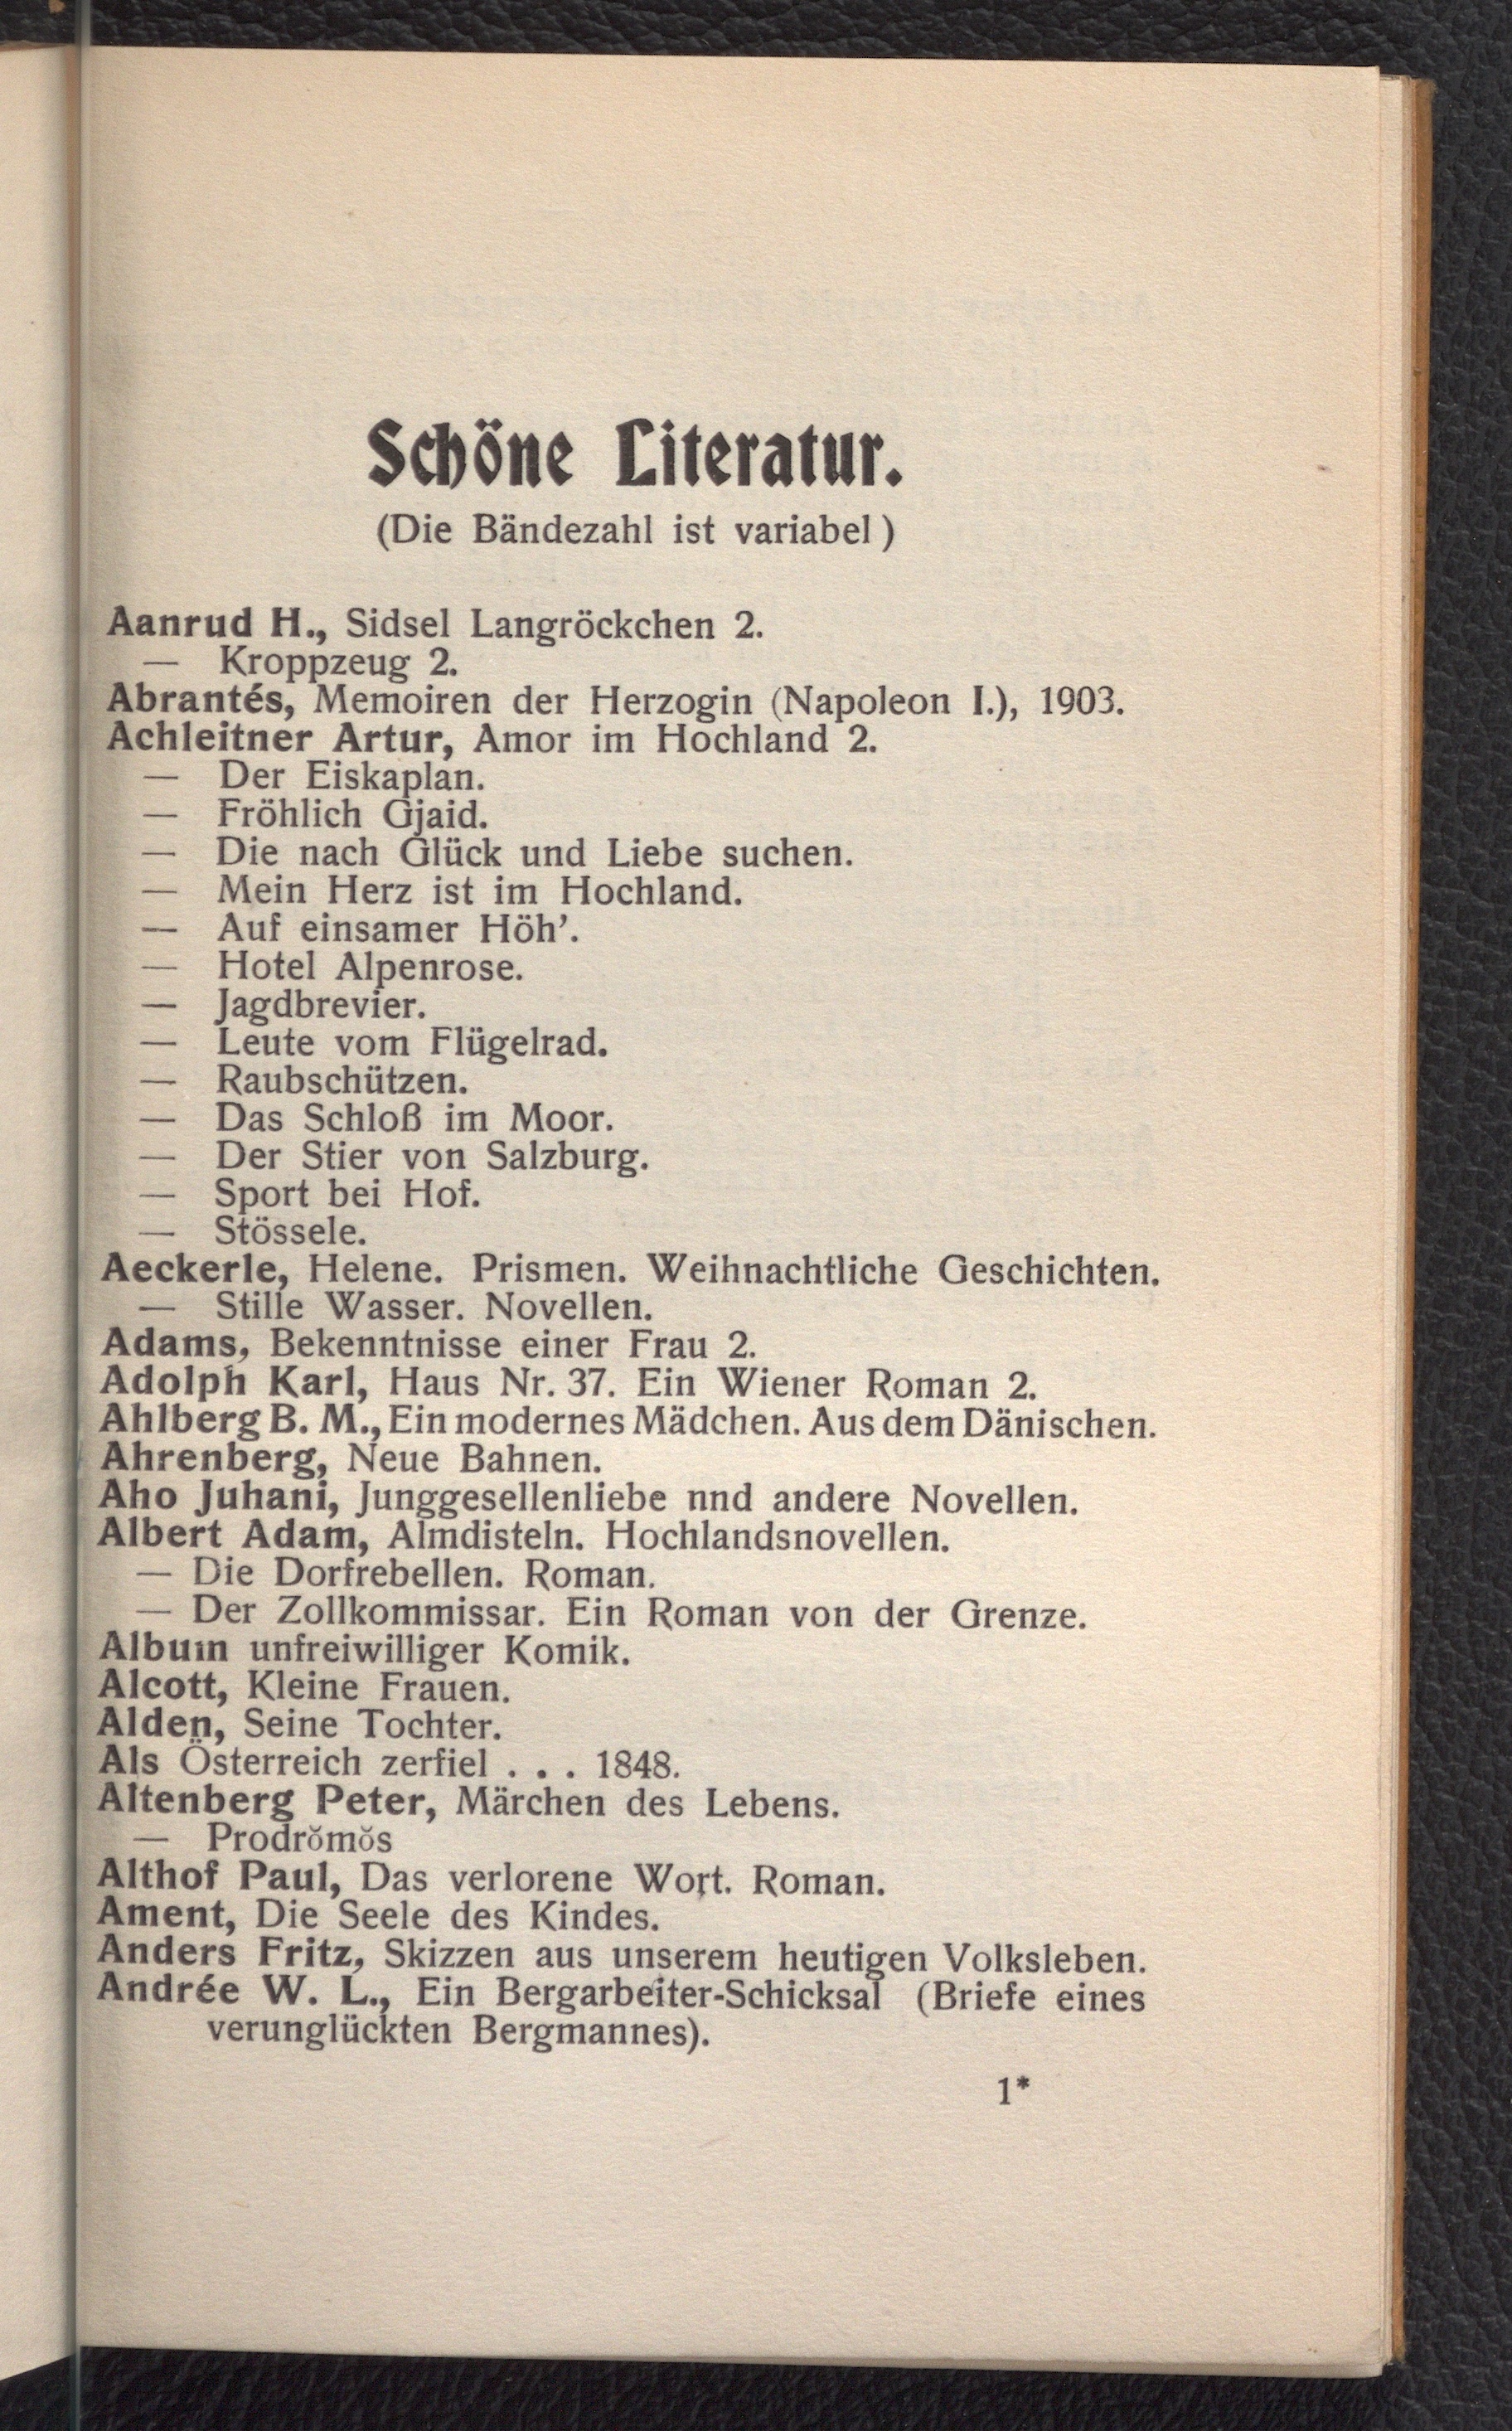 Schöne Literatur.
(Die Bändezahl ist variabel)
Aanrud H., Sidsel Langröckchen 2.
— Kroppzeug 2.
Abrantés, Memoiren der Herzogin (Napoleon I.), 1903.
Achleitner Artur, Amor im Hochland 2.
— Der Eiskaplan.
— Fröhlich Gjaid.
— Die nach Glück und Liebe suchen.
— Mein Herz ist im Hochland.
— Auf einsamer Höh’.
— Hotel Alpenrose.
— Jagdbrevier.
— Leute vom Flügelrad.
— Raubschützen.
— Das Schloß im Moor.
— Der Stier von Salzburg.
— Sport bei Hof.
— Stössele.
Aeckerle, Helene. Prismen. Weihnachtliche Geschichten.
— Stille Wasser. Novellen.
Adams, Bekenntnisse einer Frau 2.
Adolph Karl, Haus Nr. 37. Ein Wiener Roman 2.
Ahlberg B. M., Ein modernes Mädchen. Aus dem Dänischen.
Ahrenberg, Neue Bahnen.
Aho Juhani, Junggesellenliebe nnd andere Novellen.
Albert Adam, Almdisteln. Hochlandsnovellen.
— Die Dorfrebellen. Roman.
— Der Zollkommissar. Ein Roman von der Grenze.
Album unfreiwilliger Komik.
Alcott, Kleine Frauen.
Alden, Seine Tochter.
Als Österreich zerfiel . . . 1848.
Altenberg Peter, Märchen des Lebens.
— Prodrŏmŏs
Althof Paul, Das verlorene Wort. Roman.
Ament, Die Seele des Kindes.
Anders Fritz, Skizzen aus unserem heutigen Volksleben.
Andrée W. L., Ein Bergarbeiter-Schicksal (Briefe eines
verunglückten Bergmannes).
1*